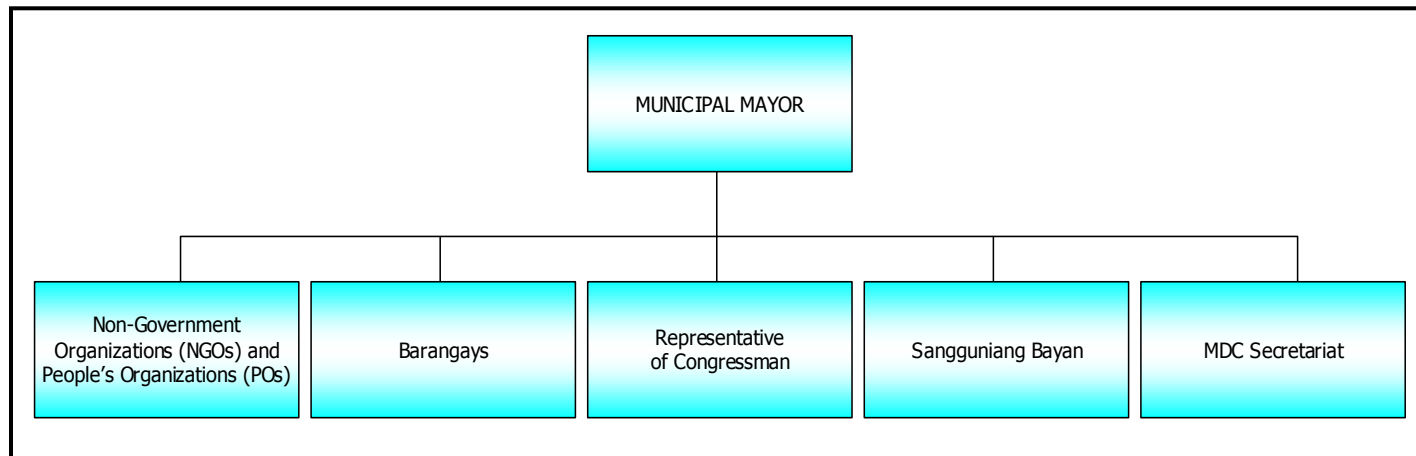 MUNICIPAL MAYOR
Non-Government
Organizations (NGOs) and
People’s Organizations (POs)
Barangays
Representative
of Congressman
Sangguniang Bayan
MDC Secretariat